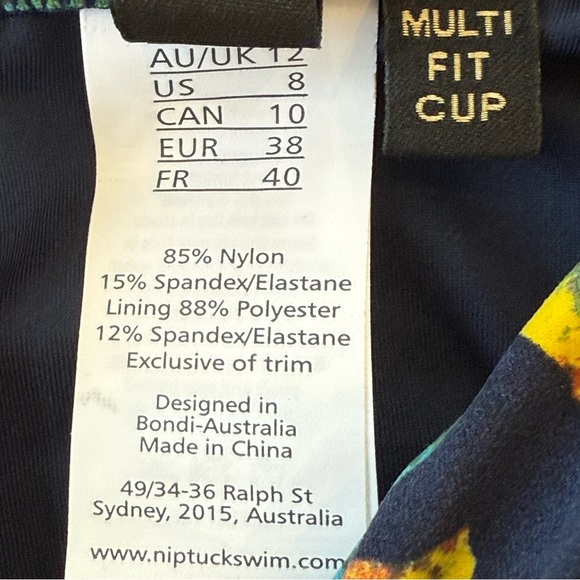 AU/UK 12
US 8
CAN 10
EUR 38
FR 40
85% Nylon
15% Spandex/Elastane
Lining 88% Polyester
12% Spandex/Elastane
Exclusive of trim
Designed in
Bondi-Australia
Made in China
49/34-36 Ralph St
Sydney, 2015, Australia
www.niptuckswim.com
MULTI
FIT
CUP